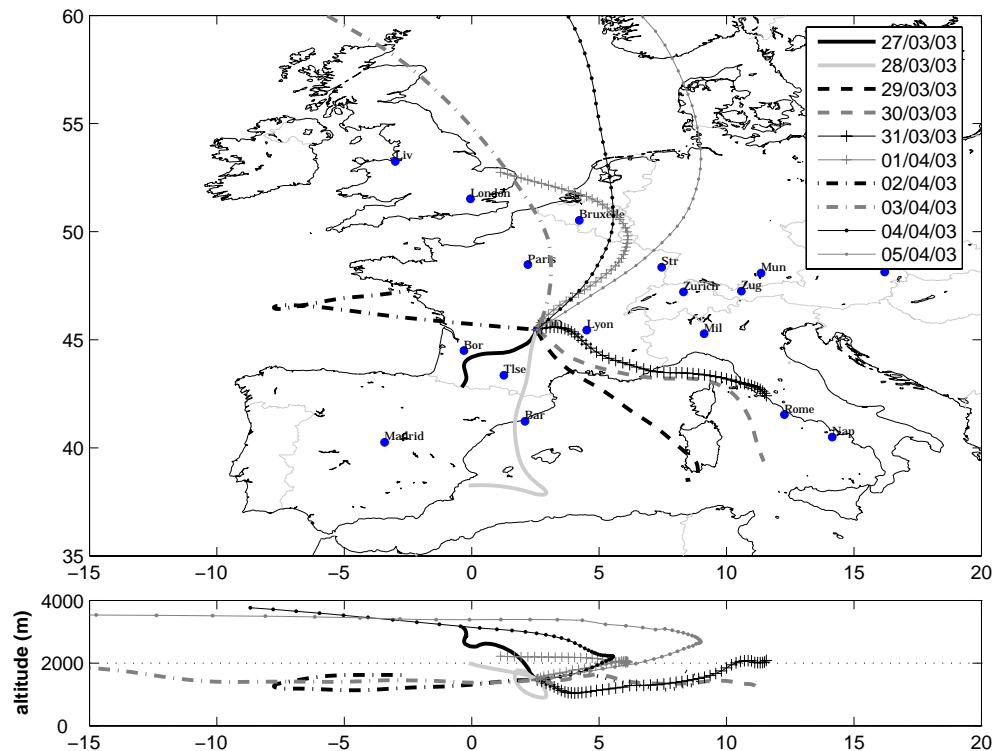 60
55
50
45
40
35
−15 −10 −5 0 5 10 15 20
27/03/03
28/03/03
29/03/03
30/03/03
31/03/03
01/04/03
02/04/03
03/04/03
04/04/03
05/04/03
Liv
London
Bruxelle
Paris
Str
Mun
Zurich
Zug
Lyon
Mil
Bor
Tlse
Bar
Rome
Madrid
Nap
altitude (m)
4000
2000
0
−15 −10 −5 0 5 10 15 20